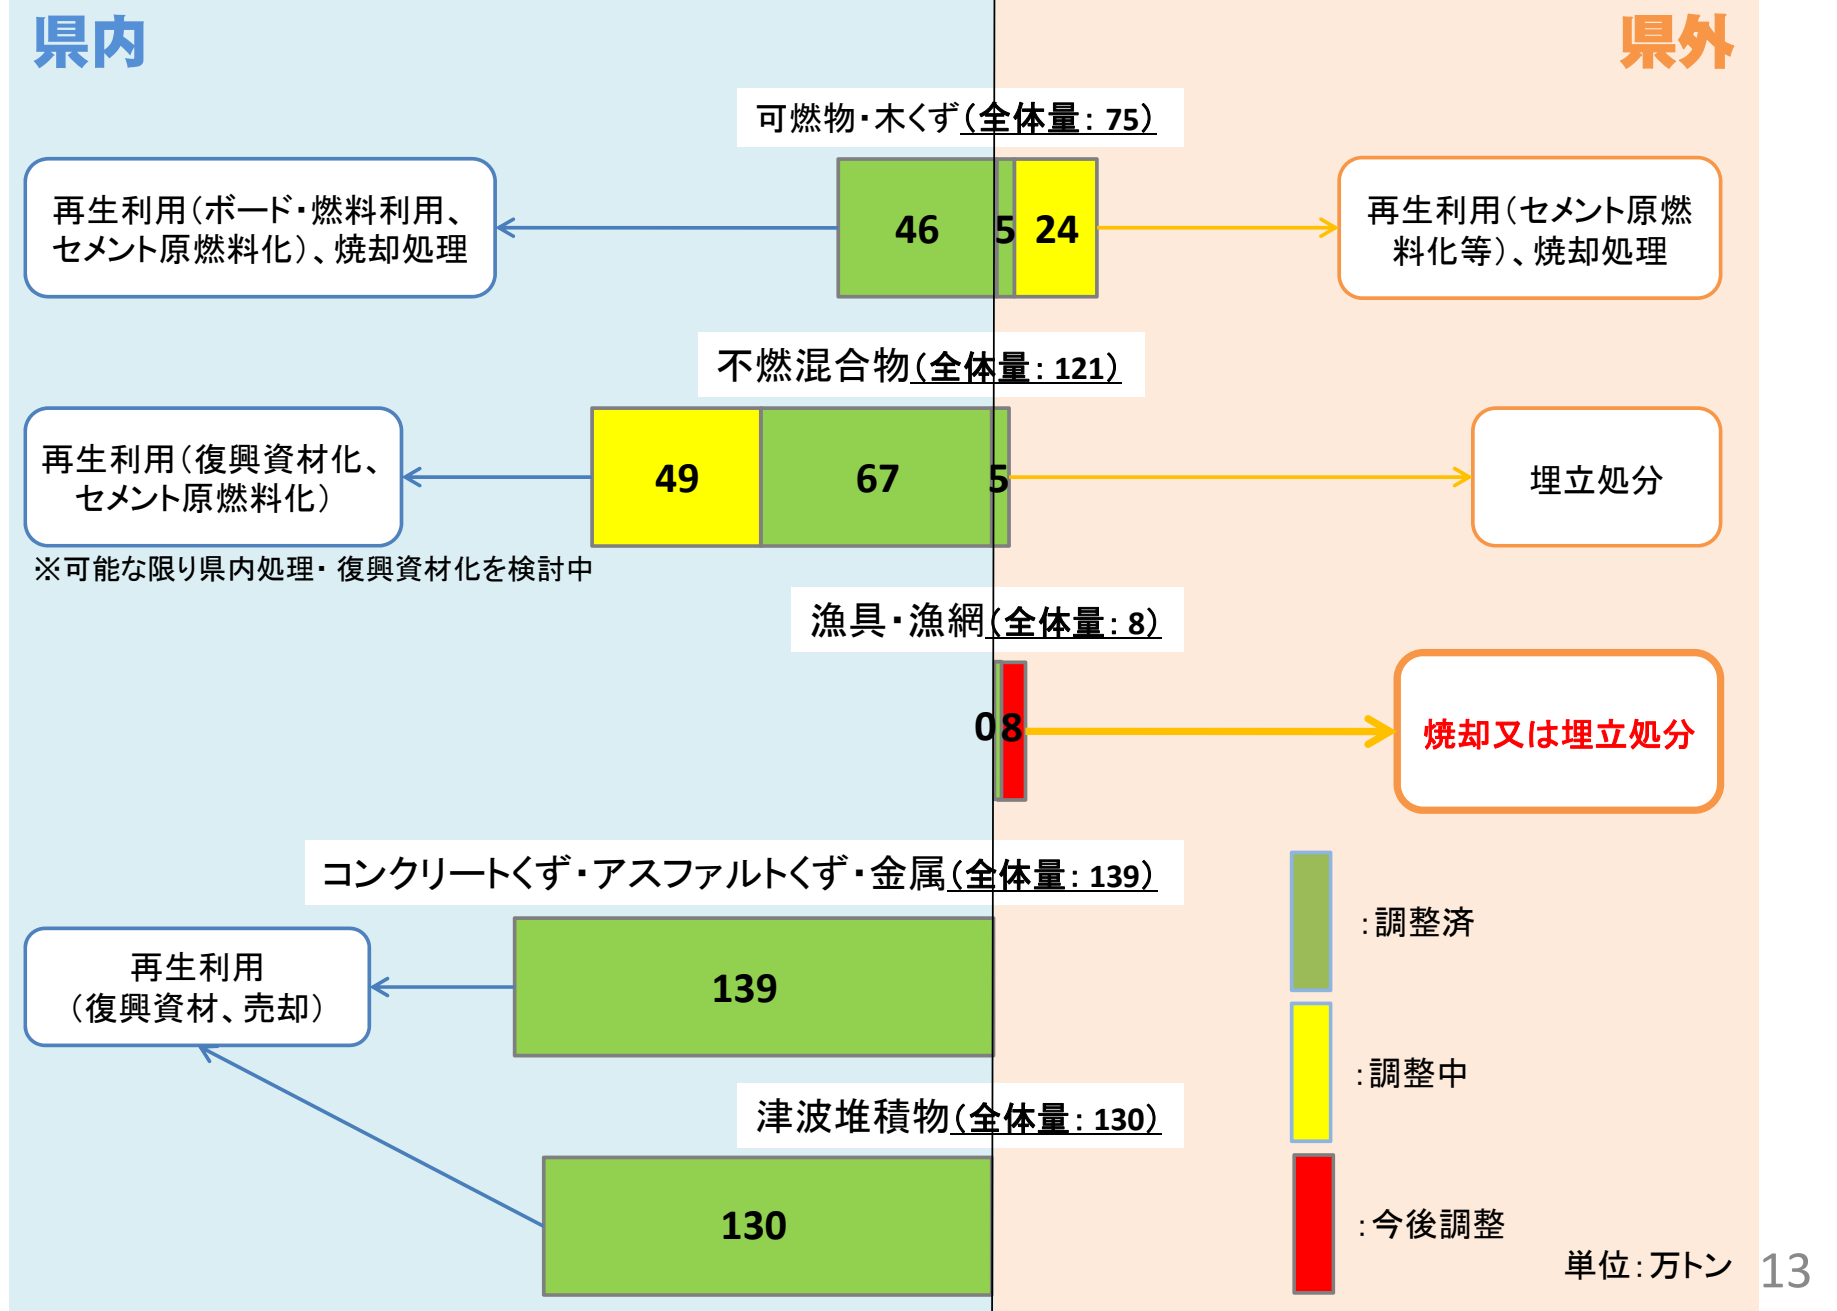 県内
県外
可燃物・木くず(全体量：75)
再生利用(ボード・燃料利用、
セメント原燃料化)、焼却処理
46
5
24
再生利用(セメント原燃
料化等)、焼却処理
不燃混合物(全体量：121)
再生利用(復興資材化、
セメント原燃料化)
49
67
5
埋立処分
※可能な限り県内処理・復興資材化を検討中
漁具・漁網(全体量：8)
0
8
焼却又は埋立処分
コンクリートくず・アスファルトくず・金属(全体量：139)
再生利用
(復興資材、売却)
139
:調整済
:調整中
津波堆積物(全体量：130)
130
:今後調整
単位：万トン
13